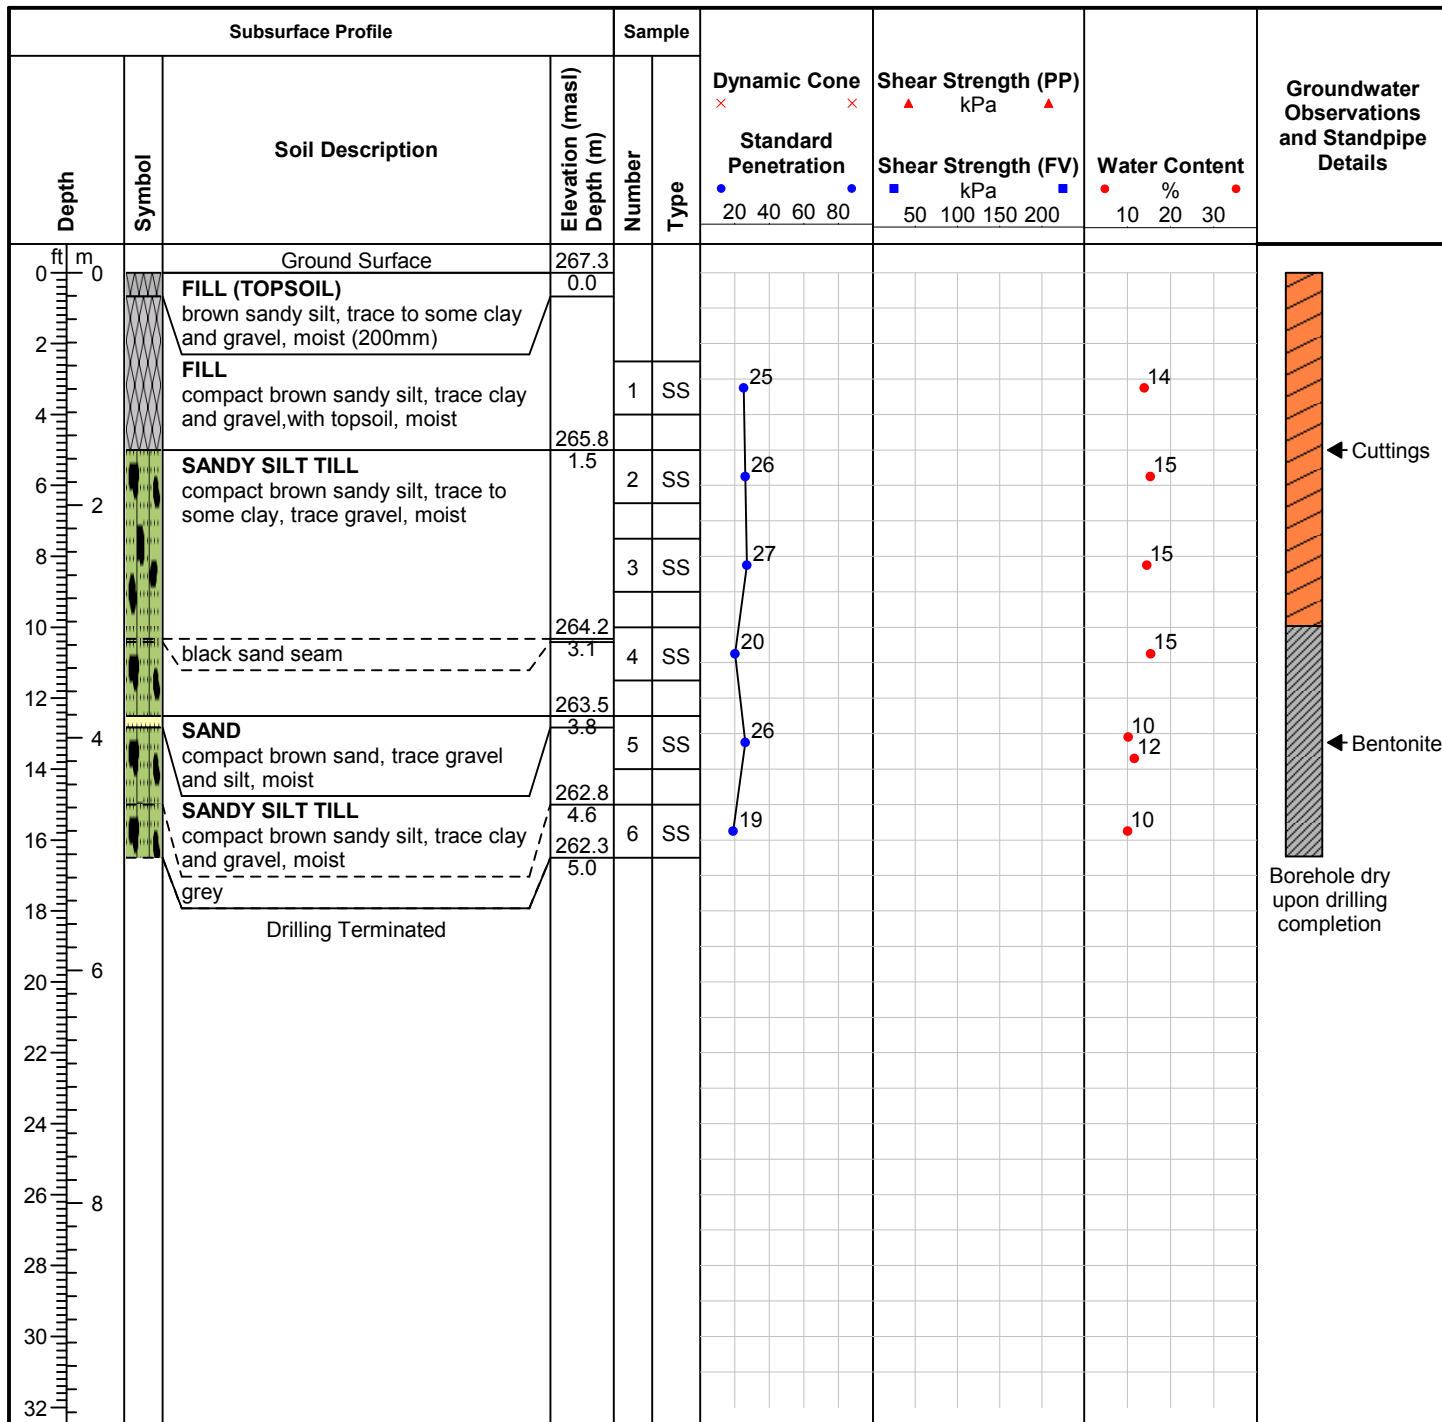 Subsurface Profile
Sample
Depth
Symbol
Soil Description
Elevation (masl)
Depth (m)
Number
Type
Dynamic Cone
Standard
Penetration
20 40 60 80
Shear Strength (PP)
kPa
Shear Strength (FV)
kPa
50 100 150 200
Water Content
%
10 20 30
Groundwater
Observations
and Standpipe
Details
ft m
Ground Surface
267.3
0 0
0.0
FILL (TOPSOIL)
brown sandy silt, trace to some clay
and gravel, moist (200mm)
2
FILL
compact brown sandy silt, trace clay
and gravel,with topsoil, moist
1 SS
25
14
4
265.8
1.5
Cuttings
SANDY SILT TILL
compact brown sandy silt, trace to
some clay, trace gravel, moist
2 SS
26
15
6
2
8
3 SS
27
15
10
264.2
3.1
black sand seam
4 SS
20
15
12
263.5
3.8
SAND
compact brown sand, trace gravel
and silt, moist
4
5 SS
26
10
12
Bentonite
14
262.8
4.6
SANDY SILT TILL
compact brown sandy silt, trace clay
and gravel, moist
6 SS
19
10
16
262.3
5.0
grey
Borehole dry
upon drilling
completion
18
Drilling Terminated
6
20
22
24
26
8
28
30
32